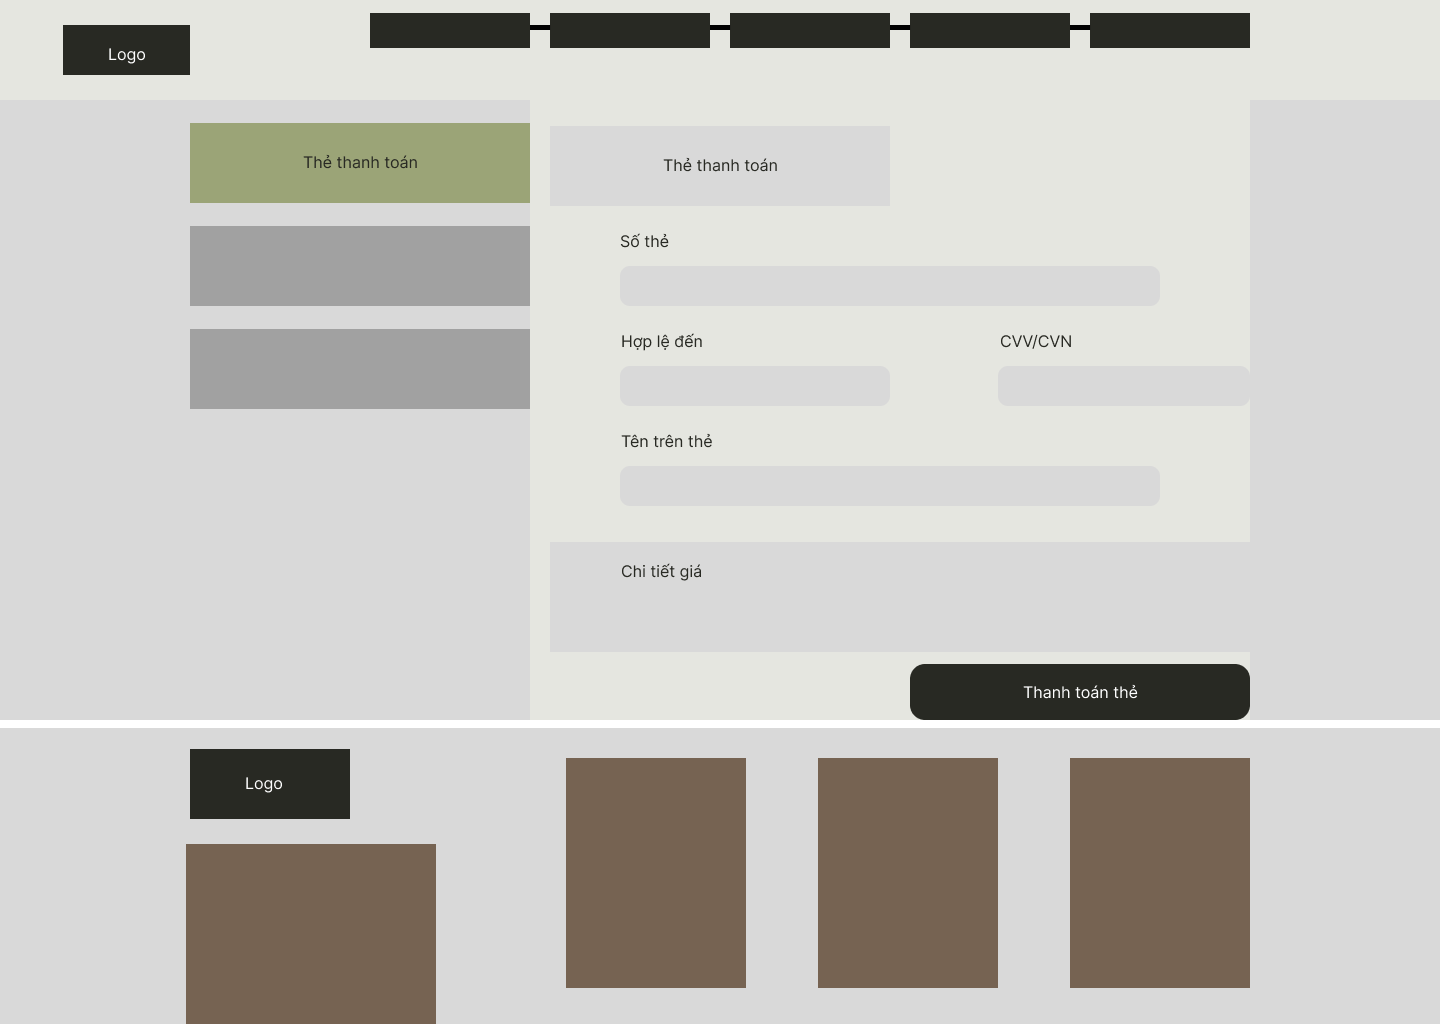 Logo
Thẻ thanh toán
Thẻ thanh toán
Số thẻ
Hợp lệ đến
CVV/CVN
Tên trên thẻ
Chi tiết giá
Thanh toán thẻ
Logo